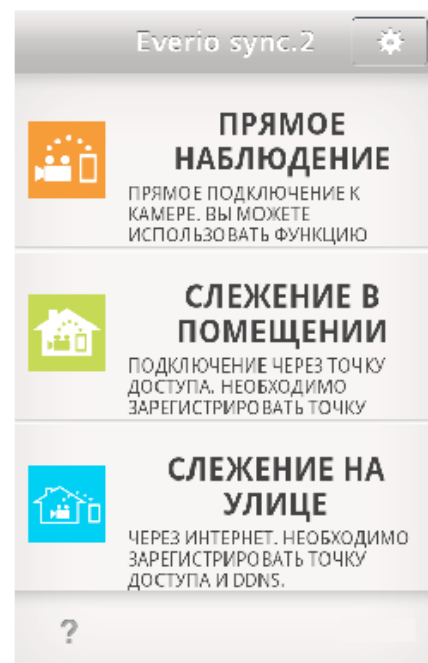 Everio sync.2
ПРЯМОЕ
НАБЛЮДЕНИЕ
ПРЯМОЕ ПОДКЛЮЧЕНИЕ К
КАМЕРЕ. ВЫ МОЖЕТЕ
ИСПОЛЬЗОВАТЬ ФУНКЦИЮ
СЛЕЖЕНИЕ В
ПОМЕЩЕНИИ
ПОДКЛЮЧЕНИЕ ЧЕРЕЗ ТОЧКУ
ДОСТУПА. НЕОБХОДИМО
ЗАРЕГИСТРИРОВАТЬ ТОЧКУ
СЛЕЖЕНИЕ НА
УЛИЦЕ
ЧЕРЕЗ ИНТЕРНЕТ. НЕОБХОДИМО
ЗАРЕГИСТРИРОВАТЬ ТОЧКУ
ДОСТУПА И DDNS.
?